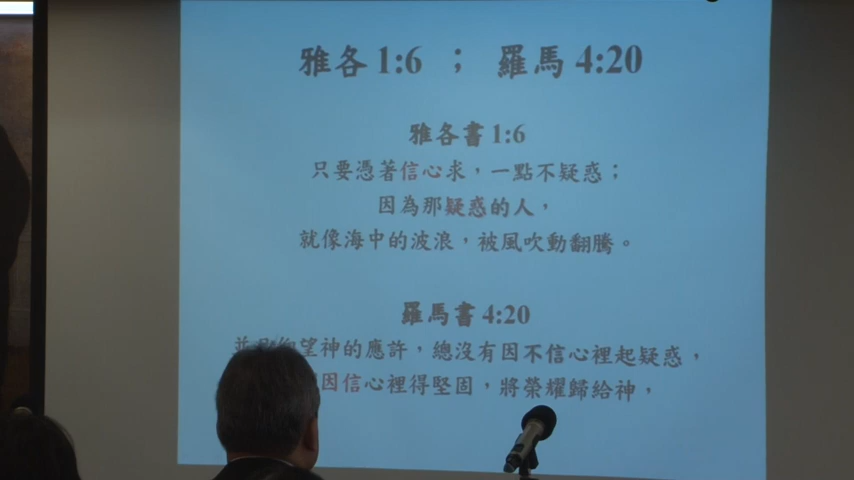 雅各 1:6 ； 羅馬 4:20
雅各書 1:6
只要憑著信心求，一點不疑惑；
因為那疑惑的人，
就像海中的波浪，被風吹動翻騰。
羅馬書 4:20
望神的應許，總沒有因不信心裡起疑惑，
因信心裡得堅固，將榮耀歸給神，